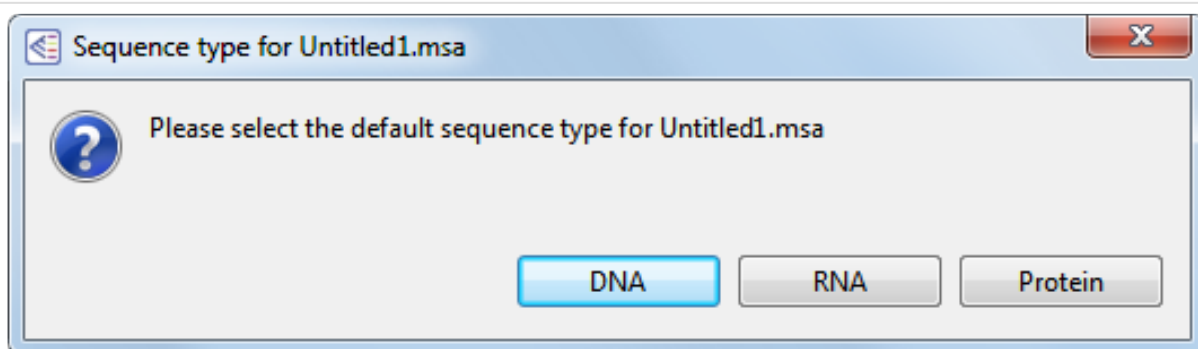 Sequence type for Untitled1.msa
Please select the default sequence type for Untitled1.msa
DNA RNA Protein